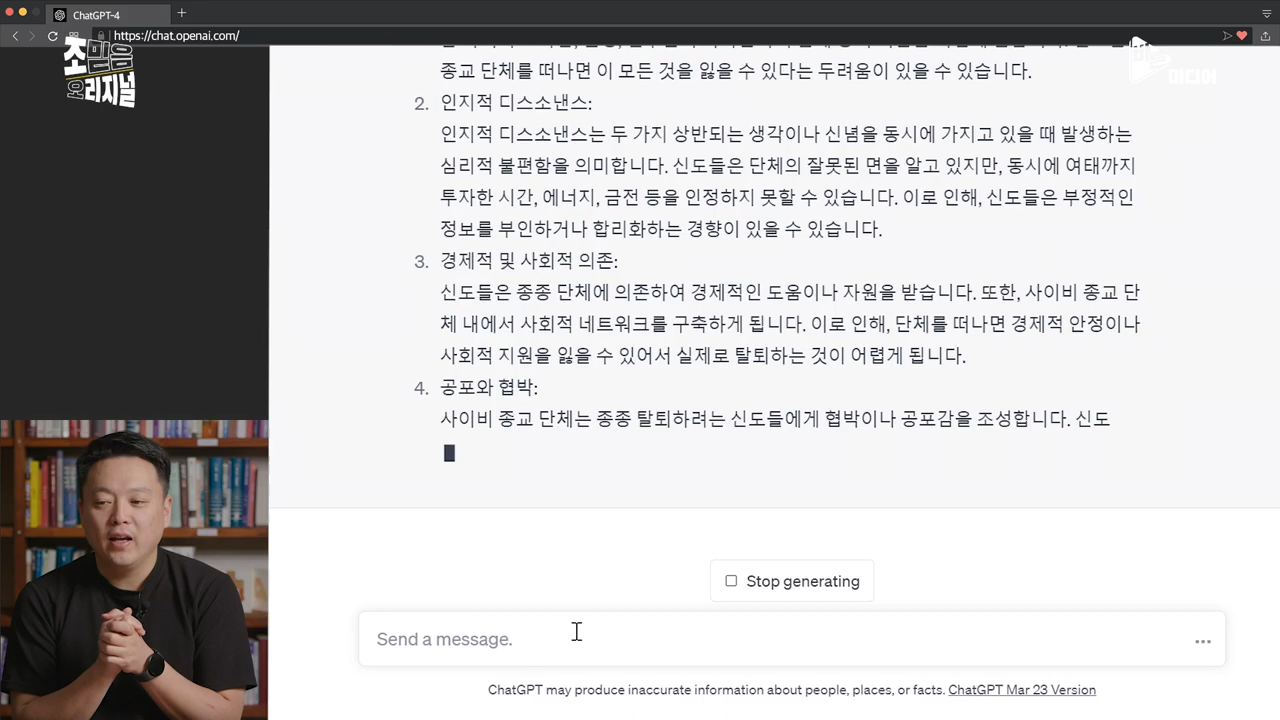 ChatGPT-4
https://chat.openai.com/
조믿음
오리지널
미디어
종교 단체를 떠나면 이 모든 것을 잃을 수 있다는 두려움이 있을 수 있습니다.
2. 인지적 디스소낸스:
인지적 디스소낸스는 두 가지 상반되는 생각이나 신념을 동시에 가지고 있을 때 발생하는
심리적 불편함을 의미합니다. 신도들은 단체의 잘못된 면을 알고 있지만, 동시에 여태까지
투자한 시간, 에너지, 금전 등을 인정하지 못할 수 있습니다. 이로 인해, 신도들은 부정적인
정보를 부인하거나 합리화하는 경향이 있을 수 있습니다.
3. 경제적 및 사회적 의존:
신도들은 종종 단체에 의존하여 경제적인 도움이나 자원을 받습니다. 또한, 사이비 종교 단
체 내에서 사회적 네트워크를 구축하게 됩니다. 이로 인해, 단체를 떠나면 경제적 안정이나
사회적 지원을 잃을 수 있어서 실제로 탈퇴하는 것이 어렵게 됩니다.
4. 공포와 협박:
사이비 종교 단체는 종종 탈퇴하려는 신도들에게 협박이나 공포감을 조성합니다. 신도
Stop generating
Send a message.
ChatGPT may produce inaccurate information about people, places, or facts. ChatGPT Mar 23 Version